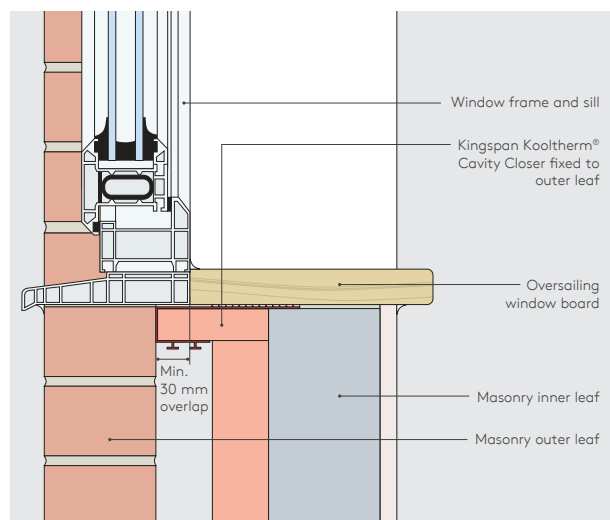 Window frame and sill
Kingspan Kooltherm®
Cavity Closer fixed to
outer leaf
Oversailing
window board
Min.
30 mm
overlap
Masonry inner leaf
Masonry outer leaf